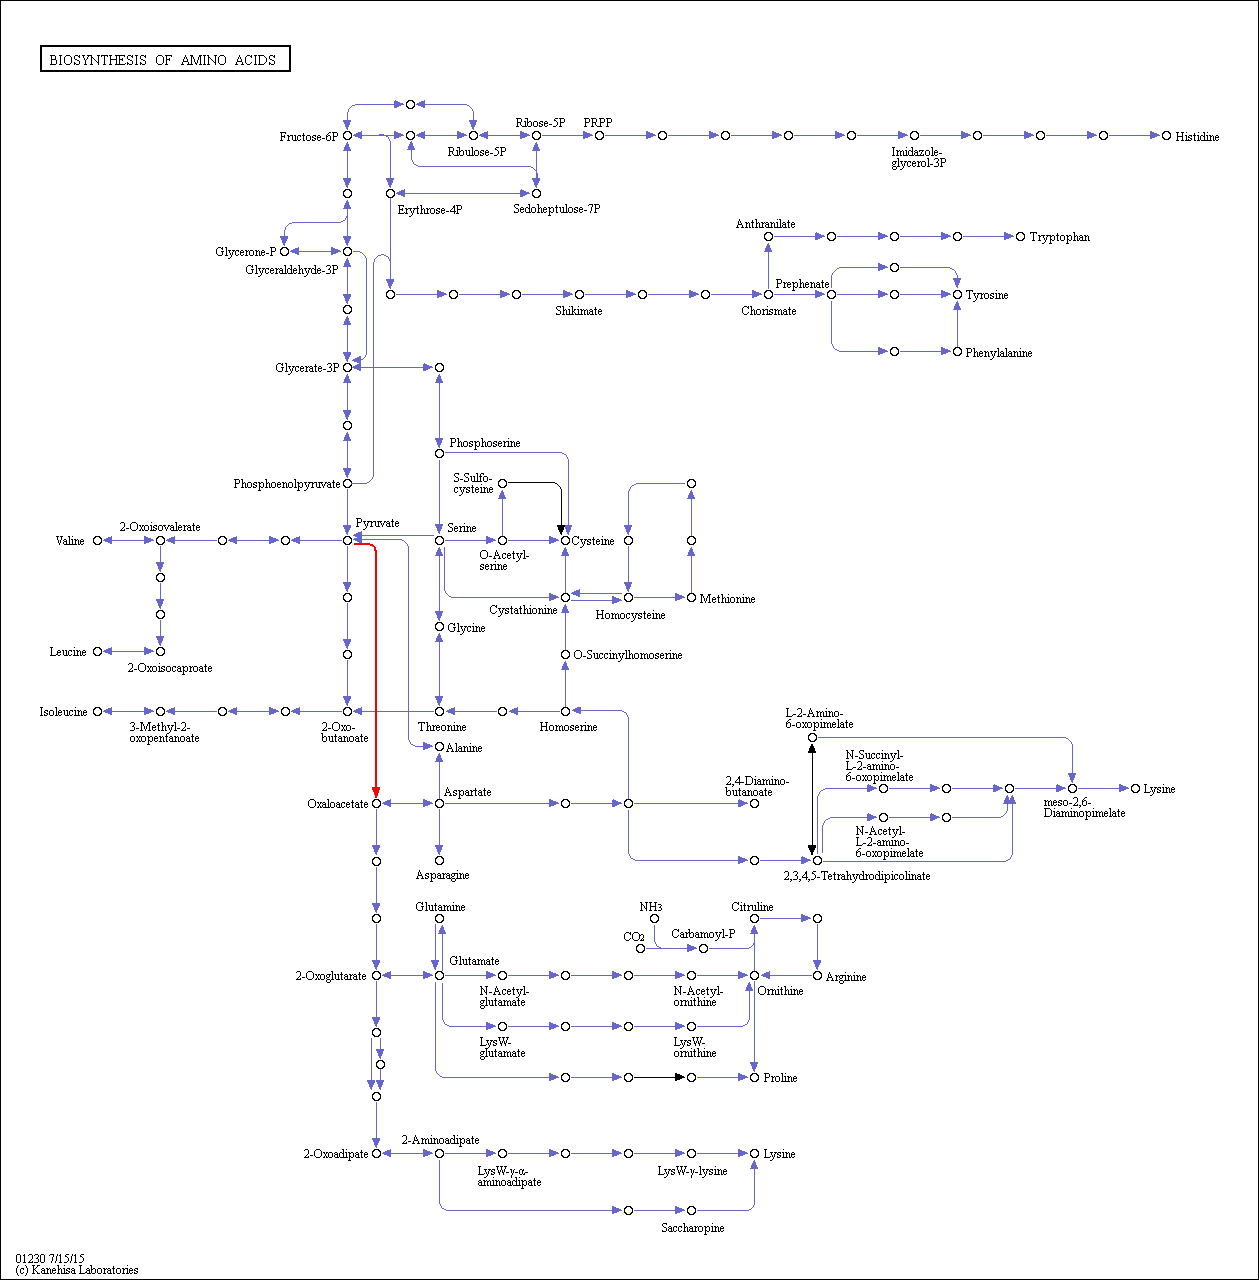 BIOSYNTHESIS OF AMINO ACIDS
Ribose-5P
PRPP
Fructose-6P
Histidine
Ribulose-5P
Imidazole-
glycerol-3P
Erythrose-4P
Sedoheptulose-7P
Anthranilate
Tryptophan
Glycerone-P
Glyceraldehyde-3P
Prephenate
Tyrosine
Shikimate
Chorismate
Phenylalanine
Glycerate-3P
Phosphoserine
S-Sulfo-
cysteine
Phosphoenolpyruvate
Pyruvate
Serine
2-Oxoisovalerate
Valine
Cysteine
O-Acetyl-
serine
Cystathionine
Homocysteine
Methionine
Glycine
Leucine
2-Oxoisocaproate
O-Succinylhomoserine
Isoleucine
3-Methyl-2-
oxopentanoate
2-Oxo-
butanoate
Threonine
Homoserine
L-2-Amino-
6-oxopimelate
Alanine
N-Succinyl-
L-2-amino-
6-oxopimelate
2,4-Diamino-
butanoate
Aspartate
Lysine
Oxaloacetate
meso-2,6-
Diaminopimelate
N-Acetyl-
L-2-amino-
6-oxopimelate
Asparagine
2,3,4,5-Tetrahydrodipicolinate
Glutamine
NH3
Citruline
CO2
Carbamoyl-P
Glutamate
2-Oxoglutarate
Arginine
N-Acetyl-
glutamate
N-Acetyl-
ornithine
Ornithine
LysW-
glutamate
LysW-
ornithine
Proline
2-Aminoadipate
2-Oxoadipate
Lysine
LysW-γ-α-
aminoadipate
LysW-γ-lysine
Saccharopine
01230 7/15/15
(c) Kanehisa Laboratories